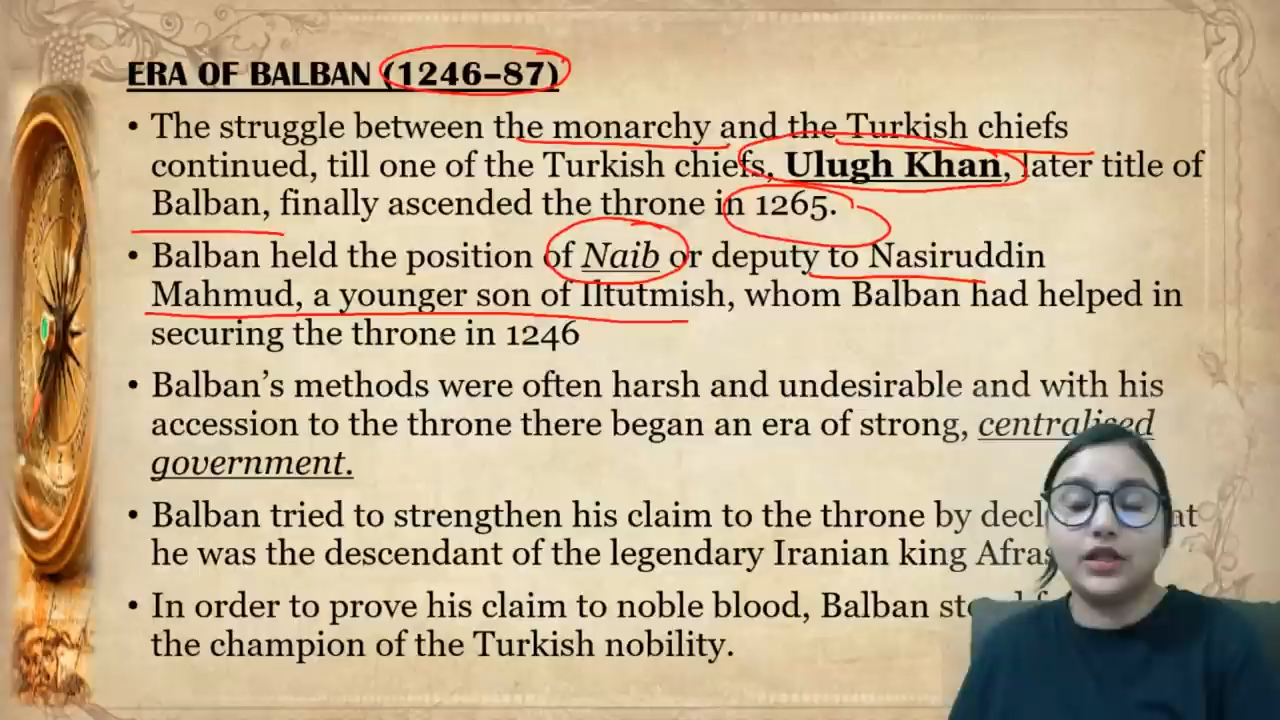 ERA OF BALBAN (1246–87)
• The struggle between the monarchy and the Turkish chiefs
continued, till one of the Turkish chiefs, Ulugh Khan, later title of
Balban, finally ascended the throne in 1265.
• Balban held the position of Naib or deputy to Nasiruddin
Mahmud, a younger son of Iltutmish, whom Balban had helped in
securing the throne in 1246
• Balban’s methods were often harsh and undesirable and with his
accession to the throne there began an era of strong, centralised
government.
• Balban tried to strengthen his claim to the throne by
he was the descendant of the legendary Iranian king
• In order to prove his claim to noble blood, Balban
the champion of the Turkish nobility.